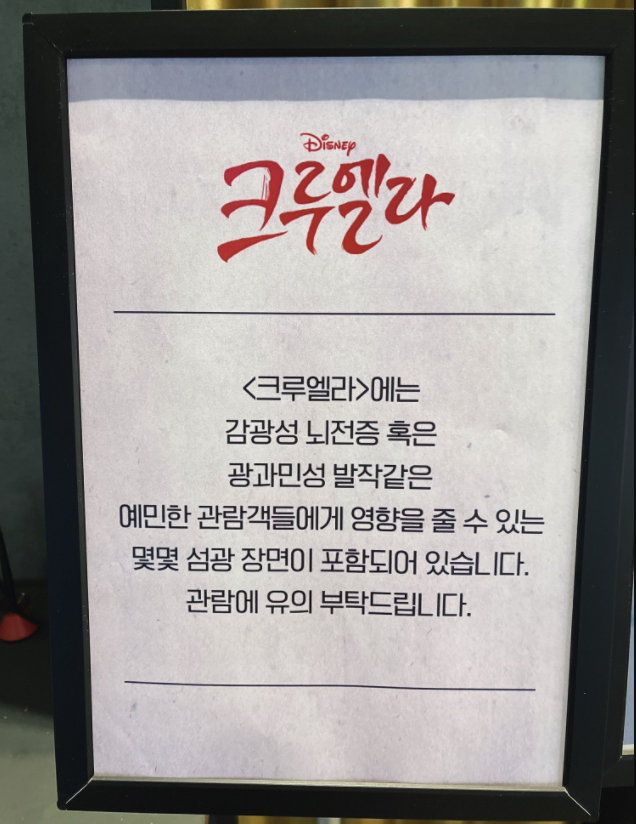 Disney
크루엘라
<크루엘라>에는
감광성 뇌전증 혹은
광과민성 발작같은
예민한 관람객들에게 영향을 줄 수 있는
몇몇 섬광 장면이 포함되어 있습니다.
관람에 유의 부탁드립니다.